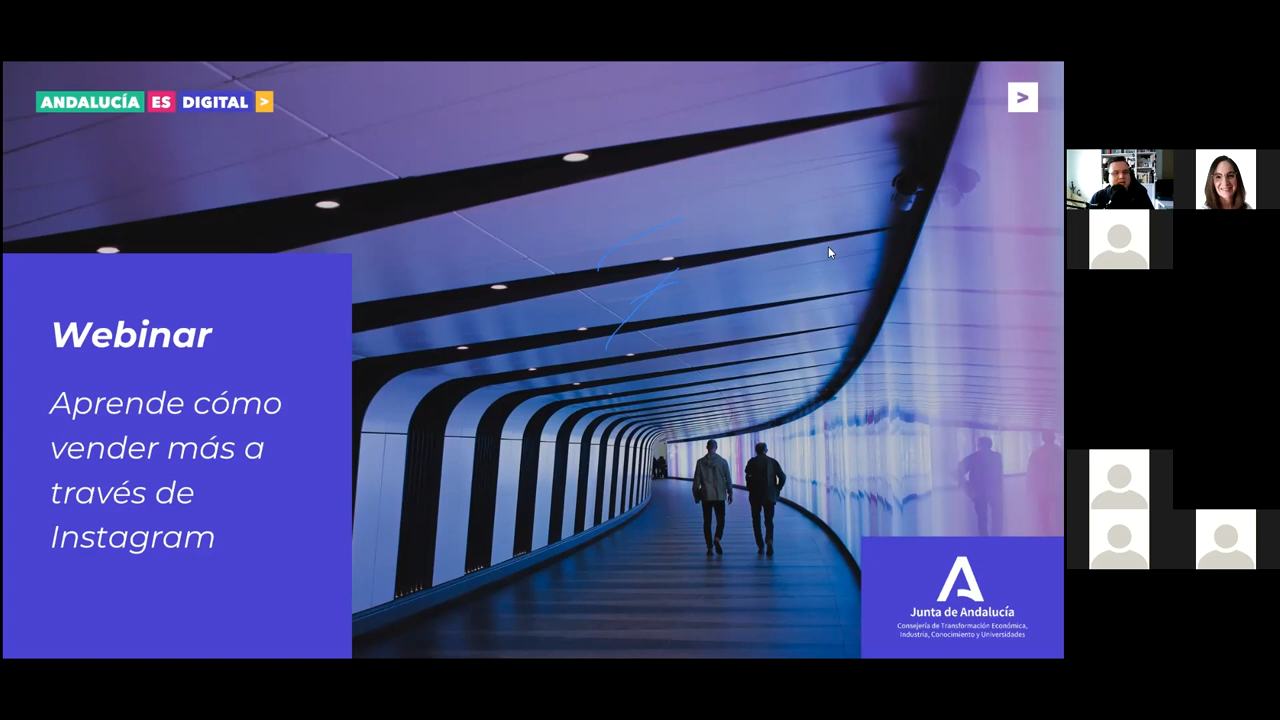 ANDALUCÍA ES DIGITAL >
>
Webinar
Aprende cómo
vender más a
través de
Instagram
Junta de Andalucía
Consejería de Transformación Económica,
Industria, Conocimiento y Universidades